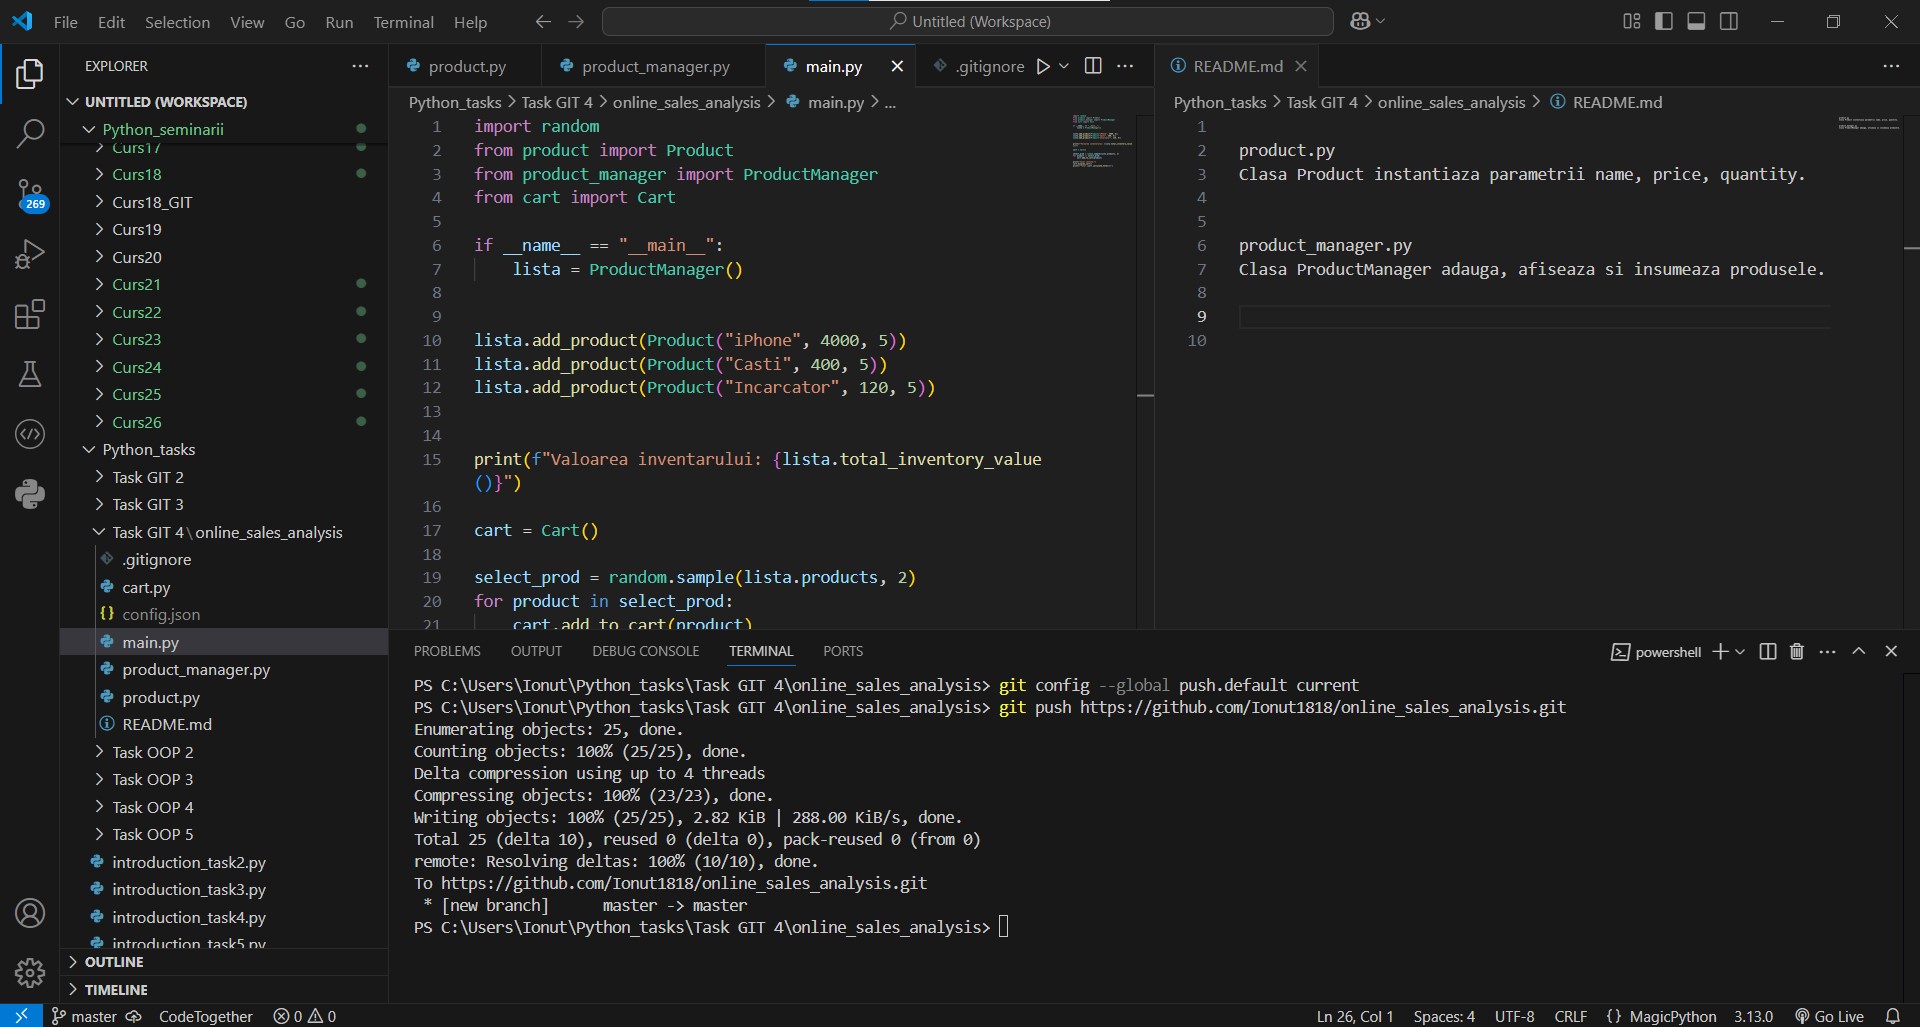 File Edit Selection View Go Run Terminal Help
Untitled (Workspace)
EXPLORER
UNTITLED (WORKSPACE)
Python_seminarii
Curs17
Curs18
Curs18_GIT
Curs19
Curs20
Curs21
Curs22
Curs23
Curs24
Curs25
Curs26
Python_tasks
Task GIT 2
Task GIT 3
Task GIT 4\online_sales_analysis
.gitignore
cart.py
config.json
main.py
product_manager.py
product.py
README.md
Task OOP 2
Task OOP 3
Task OOP 4
Task OOP 5
introduction_task2.py
introduction_task3.py
introduction_task4.py
introduction_task5.py
OUTLINE
TIMELINE
269
product.py product_manager.py main.py .gitignore
Python_tasks > Task GIT 4 > online_sales_analysis > main.py > ...
1 import random
2 from product import Product
3 from product_manager import ProductManager
4 from cart import Cart
5
6 if __name__ == "__main__":
7 lista = ProductManager()
8
9
10 lista.add_product(Product("iPhone", 4000, 5))
11 lista.add_product(Product("Casti", 400, 5))
12 lista.add_product(Product("Incarcator", 120, 5))
13
14
15 print(f"Valoarea inventarului: {lista.total_inventory_value
()}")
16
17 cart = Cart()
18
19 select_prod = random.sample(lista.products, 2)
20 for product in select_prod:
21 cart.add_to_cart(product)
README.md
Python_tasks > Task GIT 4 > online_sales_analysis > README.md
1
2 product.py
3 Clasa Product instantiaza parametrii name, price, quantity.
4
5
6 product_manager.py
7 Clasa ProductManager adauga, afiseaza si insumeaza produsele.
8
9
10
PROBLEMS OUTPUT DEBUG CONSOLE TERMINAL PORTS
powershell
PS C:\Users\Ionut\Python_tasks\Task GIT 4\online_sales_analysis> git config --global push.default current
PS C:\Users\Ionut\Python_tasks\Task GIT 4\online_sales_analysis> git push https://github.com/Ionut1818/online_sales_analysis.git
Enumerating objects: 25, done.
Counting objects: 100% (25/25), done.
Delta compression using up to 4 threads
Compressing objects: 100% (23/23), done.
Writing objects: 100% (25/25), 2.82 KiB | 288.00 KiB/s, done.
Total 25 (delta 10), reused 0 (delta 0), pack-reused 0 (from 0)
remote: Resolving deltas: 100% (10/10), done.
To https://github.com/Ionut1818/online_sales_analysis.git
* [new branch] master -> master
PS C:\Users\Ionut\Python_tasks\Task GIT 4\online_sales_analysis>
master CodeTogether 0 0 Ln 26, Col 1 Spaces: 4 UTF-8 CRLF {} MagicPython 3.13.0 Go Live